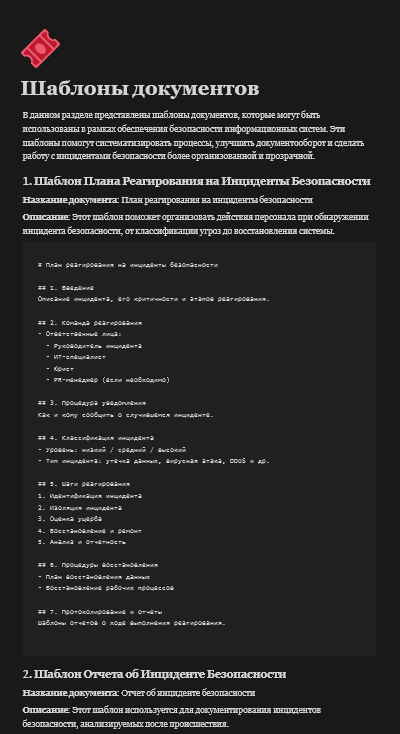 Шаблоны документов
В данном разделе представлены шаблоны документов, которые могут быть
использованы в рамках обеспечения безопасности информационных систем. Эти
шаблоны помогут систематизировать процессы, улучшить документооборот и сделать
работу с инцидентами безопасности более организованной и прозрачной.
1. Шаблон Плана Реагирования на Инциденты Безопасности
Название документа: План реагирования на инциденты безопасности
Описание: Этот шаблон поможет организовать действия персонала при обнаружении
инцидента безопасности, от классификации угроз до восстановления системы.
# План реагирования на инциденты безопасности
## 1. Введение
Описание инцидента, его критичности и этапов реагирования.
## 2. Команда реагирования
- Ответственные лица:
- Руководитель инцидента
- ИТ-специалист
- Юрист
- PR-менеджер (если необходимо)
## 3. Процедура уведомления
Как и кому сообщить о случившемся инциденте.
## 4. Классификация инцидента
- Уровень: низкий / средний / высокий
- Тип инцидента: утечка данных, вирусная атака, DDoS и др.
## 5. Шаги реагирования
1. Идентификация инцидента
2. Изоляция инцидента
3. Оценка ущерба
4. Восстановление и ремонт
5. Анализ и отчетность
## 6. Процедуры восстановления
- План восстановления данных
- Восстановление рабочих процессов
## 7. Протоколирование и отчеты
Шаблоны отчетов о ходе выполнения реагирования.
2. Шаблон Отчета об Инциденте Безопасности
Название документа: Отчет об инциденте безопасности
Описание: Этот шаблон используется для документирования инцидентов
безопасности, анализируемых после происшествия.